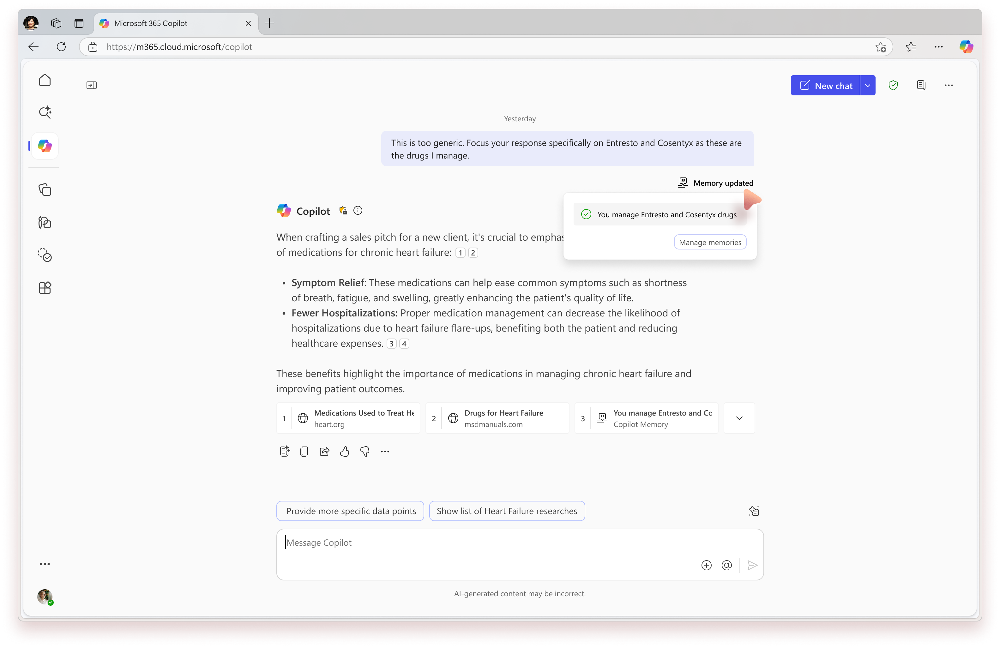 Microsoft 365 Copilot
https://m365.cloud.microsoft/copilot
New chat
Yesterday
This is too generic. Focus your response specifically on Entresto and Cosentyx as these are
the drugs I manage.
Memory updated
You manage Entresto and Cosentyx drugs
Manage memories
Copilot
When crafting a sales pitch for a new client, it's crucial to emphas
of medications for chronic heart failure: 1 2
• Symptom Relief: These medications can help ease common symptoms such as shortness
of breath, fatigue, and swelling, greatly enhancing the patient's quality of life.
• Fewer Hospitalizations: Proper medication management can decrease the likelihood of
hospitalizations due to heart failure flare-ups, benefiting both the patient and reducing
healthcare expenses. 3 4
These benefits highlight the importance of medications in managing chronic heart failure and
improving patient outcomes.
1 Medications Used to Treat He
heart.org
2 Drugs for Heart Failure
msdmanuals.com
3 You manage Entresto and Co
Copilot Memory
Provide more specific data points
Show list of Heart Failure researches
Message Copilot
AI-generated content may be incorrect.